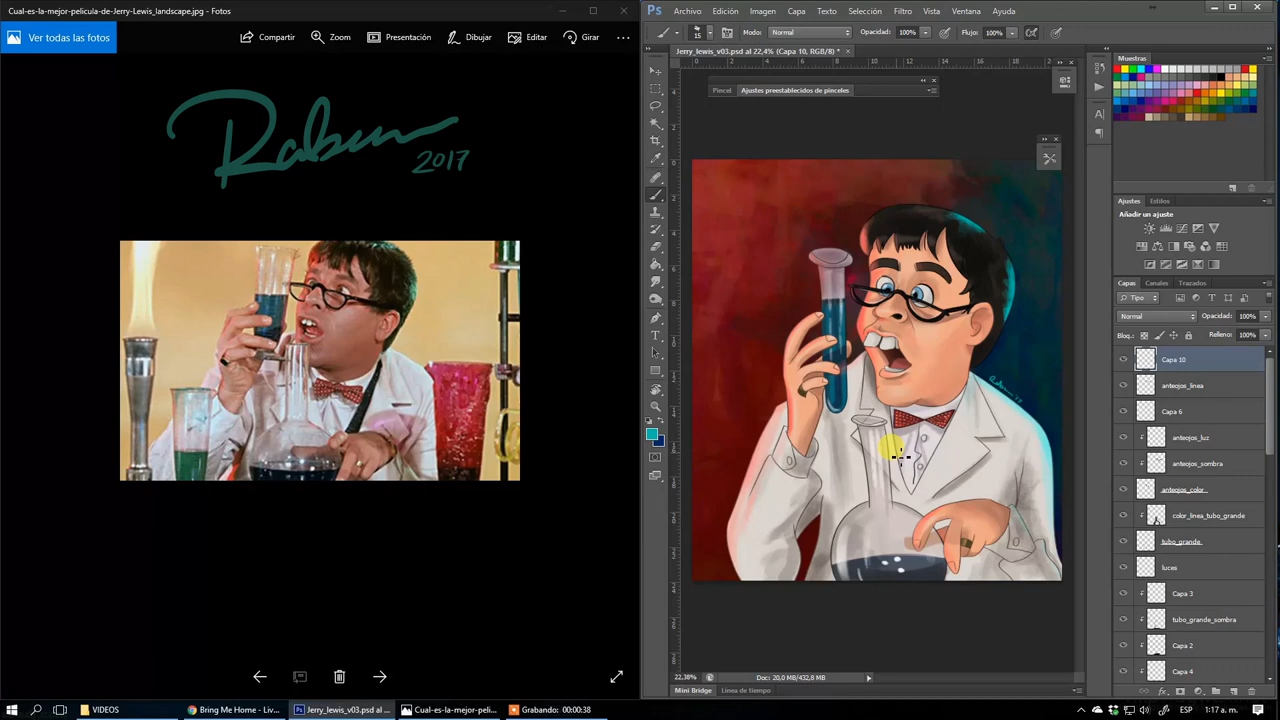 Cual-es-la-mejor-pelicula-de-Jerry-Lewis_landscape.jpg - Fotos
Ver todas las fotos
Compartir
Zoom
Presentación
Dibujar
Editar
Girar
2017
Archivo Edición Imagen Capa Texto Selección Filtro Vista Ventana Ayuda
15 Modo: Normal Opacidad: 100% Flujo: 100%
Jerry_lewis_v03.psd al 22,4% (Capa 10, RGB/8) *
Pincel Ajustes preestablecidos de pinceles
Muestras
Ajustes Estilos
Añadir un ajuste
Capas Canales Trazados
Tipo
Normal Opacidad: 100%
Bloq.: Relleno: 100%
Capa 10
anteojos_linea
Capa 6
anteojos_luz
anteojos_sombra
anteojos_color
color_linea_tubo_grande
tubo_grande
luces
Capa 3
tubo_grande_sombra
Capa 2
Capa 4
22,38% Doc: 20,0 MB/432,8 MB
Mini Bridge Línea de tiempo
VIDEOS
Bring Me Home - Liv...
Jerry_lewis_v03.psd al ...
Cual-es-la-mejor-peli...
Grabando: 00:00:38
ESP
1:17 a. m.